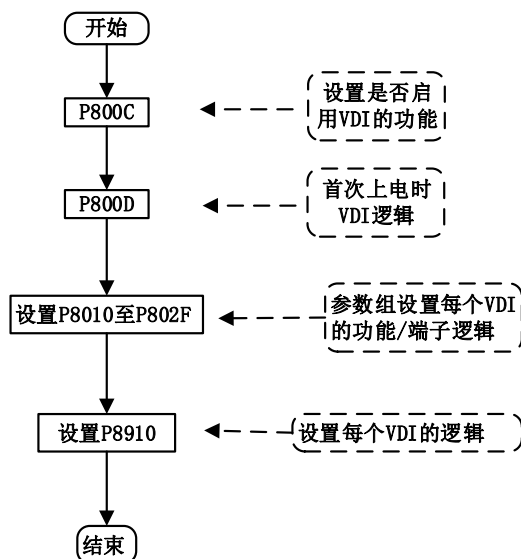 开始
P800C
设置是否启
用VDI的功能
P800D
首次上电时
VDI逻辑
设置P8010至P802F
参数组设置每个VDI
的功能/端子逻辑
设置P8910
设置每个VDI的逻辑
结束